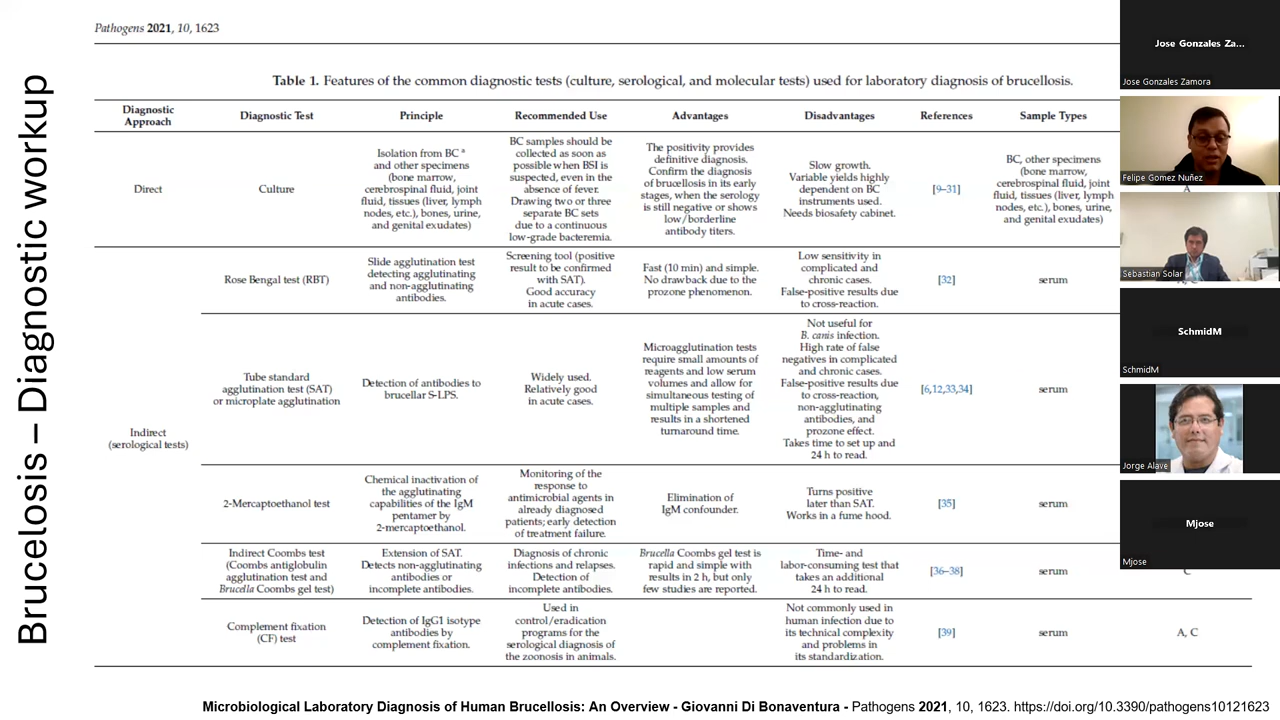 Brucelosis – Diagnostic workup
Pathogens 2021, 10, 1623
Table 1. Features of the common diagnostic tests (culture, serological, and molecular tests) used for laboratory diagnosis of brucellosis.
Diagnostic
Approach
Diagnostic Test
Principle
Recommended Use
Advantages
Disadvantages
References
Sample Types
Direct
Culture
Isolation from BC a
and other specimens
(bone marrow,
cerebrospinal fluid, joint
fluid, tissues (liver, lymph
nodes, etc.), bones, urine,
and genital exudates)
BC samples should be
collected as soon as
possible when BSI is
suspected, even in the
absence of fever.
Drawing two or three
separate BC sets
due to a continuous
low-grade bacteremia.
The positivity provides
definitive diagnosis.
Confirm the diagnosis
of brucellosis in its early
stages, when the serology
is still negative or shows
low/borderline
antibody titers.
Slow growth.
Variable yields highly
dependent on BC
instruments used.
Needs biosafety cabinet.
[9–31]
BC, other specimens
(bone marrow,
cerebrospinal fluid, joint
fluid, tissues (liver, lymph
nodes, etc.), bones, urine,
and genital exudates)
A
Indirect
(serological tests)
Rose Bengal test (RBT)
Slide agglutination test
detecting agglutinating
and non-agglutinating
antibodies.
Screening tool (positive
result to be confirmed
with SAT).
Good accuracy
in acute cases.
Fast (10 min) and simple.
No drawback due to the
prozone phenomenon.
Low sensitivity in
complicated and
chronic cases.
False-positive results due
to cross-reaction.
[32]
serum
Tube standard
agglutination test (SAT)
or microplate agglutination
Detection of antibodies to
brucellar S-LPS.
Widely used.
Relatively good
in acute cases.
Microagglutination tests
require small amounts of
reagents and low serum
volumes and allow for
simultaneous testing of
multiple samples and
results in a shortened
turnaround time.
Not useful for
B. canis infection.
High rate of false
negatives in complicated
and chronic cases.
False-positive results due
to cross-reaction,
non-agglutinating
antibodies, and
prozone effect.
Takes time to set up and
24 h to read.
[6,12,33,34]
serum
2-Mercaptoethanol test
Chemical inactivation of
the agglutinating
capabilities of the IgM
pentamer by
2-mercaptoethanol.
Monitoring of the
response to
antimicrobial agents in
already diagnosed
patients; early detection
of treatment failure.
Elimination of
IgM confounder.
Turns positive
later than SAT.
Works in a fume hood.
[35]
serum
Indirect Coombs test
(Coombs antiglobulin
agglutination test and
Brucella Coombs gel test)
Extension of SAT.
Detects non-agglutinating
antibodies or
incomplete antibodies.
Diagnosis of chronic
infections and relapses.
Detection of
incomplete antibodies.
Brucella Coombs gel test is
rapid and simple with
results in 2 h, but only
few studies are reported.
Time- and
labor-consuming test that
takes an additional
24 h to read.
[36–38]
serum
C
Complement fixation
(CF) test
Detection of IgG1 isotype
antibodies by
complement fixation.
Used in
control/eradication
programs for the
serological diagnosis of
the zoonosis in animals.
Not commonly used in
human infection due to
its technical complexity
and problems in
its standardization.
[39]
serum
A, C
Microbiological Laboratory Diagnosis of Human Brucellosis: An Overview - Giovanni Di Bonaventura - Pathogens 2021, 10, 1623. https://doi.org/10.3390/pathogens10121623
Jose Gonzales Za...
Jose Gonzales Zamora
Felipe Gomez Nuñez
Sebastian Solar
SchmidM
SchmidM
Jorge Alave
Mjose
Mjose